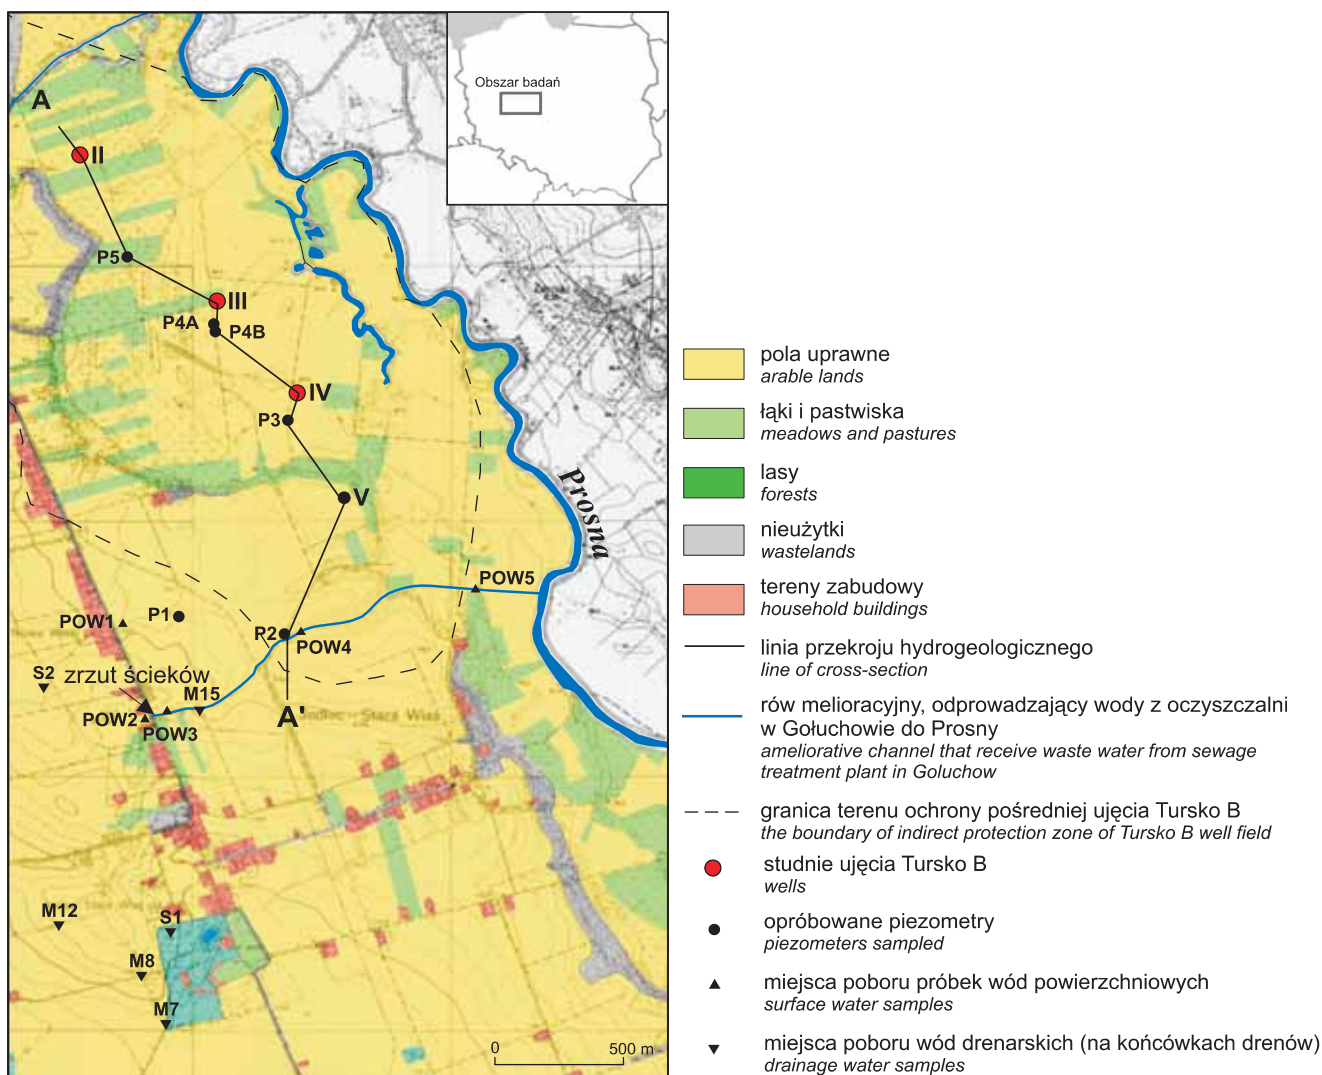 Obszar badań
A
II
P5
III
P4A
P4B
IV
P3
V
Prosna
POW5
P1
POW1
P2
POW4
S2
zrzut ścieków
M15
POW2
POW3
A'
M12
S1
M8
M7
0
500 m
pola uprawne
arable lands
łąki i pastwiska
meadows and pastures
lasy
forests
nieużytki
wastelands
tereny zabudowy
household buildings
linia przekroju hydrogeologicznego
line of cross-section
rów melioracyjny, odprowadzający wody z oczyszczalni
w Gołuchowie do Prosny
ameliorative channel that receive waste water from sewage
treatment plant in Goluchow
granica terenu ochrony pośredniej ujęcia Tursko B
the boundary of indirect protection zone of Tursko B well field
studnie ujęcia Tursko B
wells
opróbowane piezometry
piezometers sampled
miejsca poboru próbek wód powierzchniowych
surface water samples
miejsca poboru wód drenarskich (na końcówkach drenów)
drainage water samples